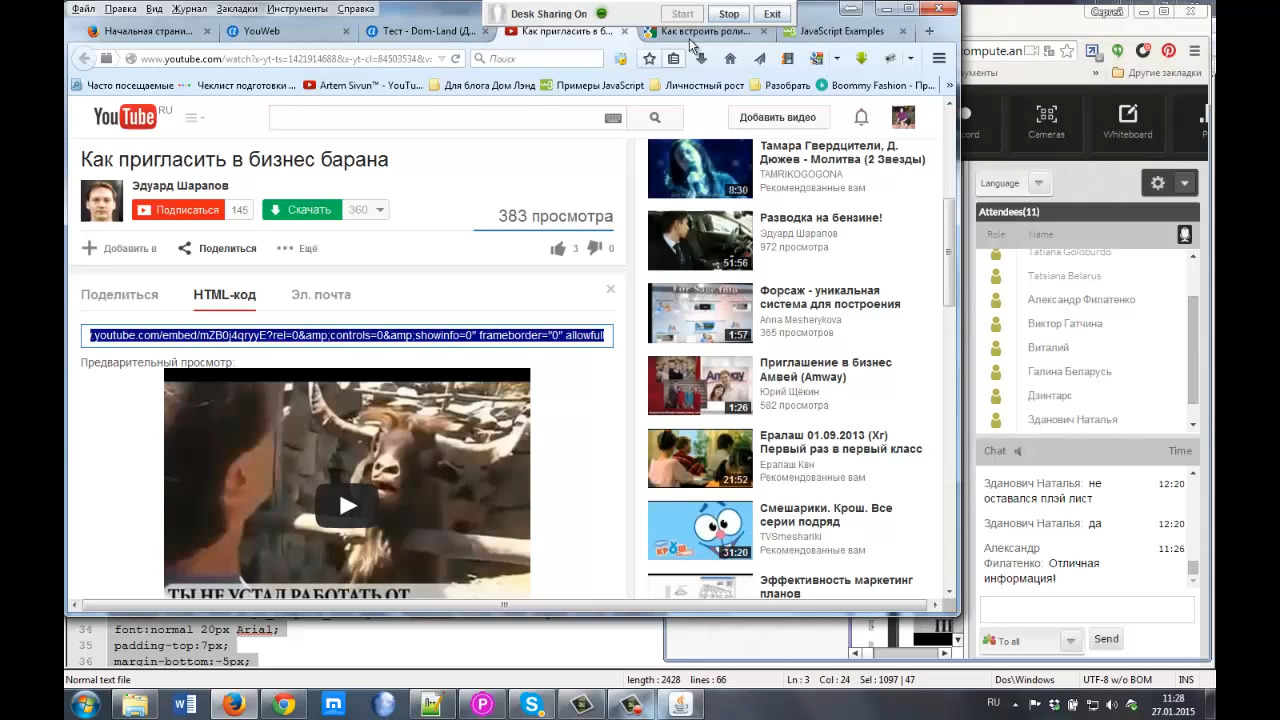 Файл Правка Вид Журнал Закладки Инструменты Справка
Desk Sharing On Start Stop Exit
Сергей
Начальная страни...
YouWeb
Тест - Dom-Land (Д...
Как пригласить в б...
Как встроить роли...
JavaScript Examples
www.youtube.com/watch?x-yt-ts=1421914688&x-yt-cl=84503534&v=
Поиск
compute.an
Часто посещаемые
Чеклист подготовки ...
Artem Sivun™ - YouTu...
Для блога Дом Лэнд
Примеры JavaScript
Личностный рост
Разобрать
Boommy Fashion - Пр...
Другие закладки
YouTube RU
Добавить видео
Cameras
Whiteboard
Как пригласить в бизнес барана
Эдуард Шарапов
Подписаться 145
Скачать 360
383 просмотра
Добавить в
Поделиться
Ещё
3
0
Поделиться
HTML-код
Эл. почта
youtube.com/embed/mZB0j4qryyE?rel=0&amp;controls=0&amp;showinfo=0" frameborder="0" allowful
Предварительный просмотр:
ТЫ НЕ УСТАЛ РАБОТАТЬ ОТ
8:30
Тамара Гвердцители, Д.
Дюжев - Молитва (2 Звезды)
TAMRIKOGOGONA
Рекомендованные вам
51:56
Разводка на бензине!
Эдуард Шарапов
972 просмотра
1:57
Форсаж - уникальная
система для построения
Anna Mesherykova
365 просмотров
1:26
Приглашение в бизнес
Амвей (Amway)
Юрий Щёкин
582 просмотра
21:52
Ералаш 01.09.2013 (Хг)
Первый раз в первый класс
Ералаш Квн
Рекомендованные вам
31:20
Смешарики. Крош. Все
серии подряд
TVSmeshariki
Рекомендованные вам
Эффективность маркетинг
планов
Language
Attendees(11)
Role Name
Tatiana Goloburdo
Tatsiana Belarus
Александр Филатенко
Виктор Гатчина
Виталий
Галина Беларусь
Дзинтарс
Зданович Наталья
Chat Time
Зданович Наталья: не 12:20
оставался плэй лист
Зданович Наталья: да 12:20
Александр 11:26
Филатенко: Отличная
информация!
To all
Send
34 font:normal 20px Arial;
35 padding-top:7px;
36 margin-bottom:-5px;
Normal text file
length : 2428 lines : 66
Ln : 3 Col : 24 Sel : 1097 | 47
Dos\Windows
UTF-8 w/o BOM
INS
RU
11:28
27.01.2015